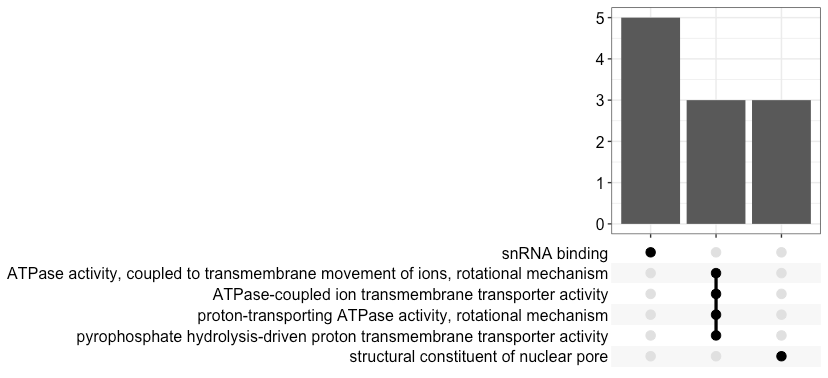 5
4
3
2
1
0
snRNA binding
ATPase activity, coupled to transmembrane movement of ions, rotational mechanism
ATPase-coupled ion transmembrane transporter activity
proton-transporting ATPase activity, rotational mechanism
pyrophosphate hydrolysis-driven proton transmembrane transporter activity
structural constituent of nuclear pore